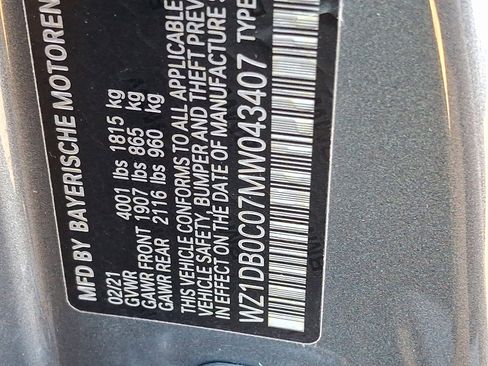 MFD BY BAYERISCHE MOTOREN
02/21
GVWR 4001 lbs 1815 kg
GAWR FRONT 1907 lbs 865 kg
GAWR REAR 2116 lbs 960 kg
THIS VEHICLE CONFORMS TO ALL APPLICABLE
VEHICLE SAFETY, BUMPER AND THEFT PREV
IN EFFECT ON THE DATE OF MANUFACTURE S
WZ1DB0C07MW043407 TYPE